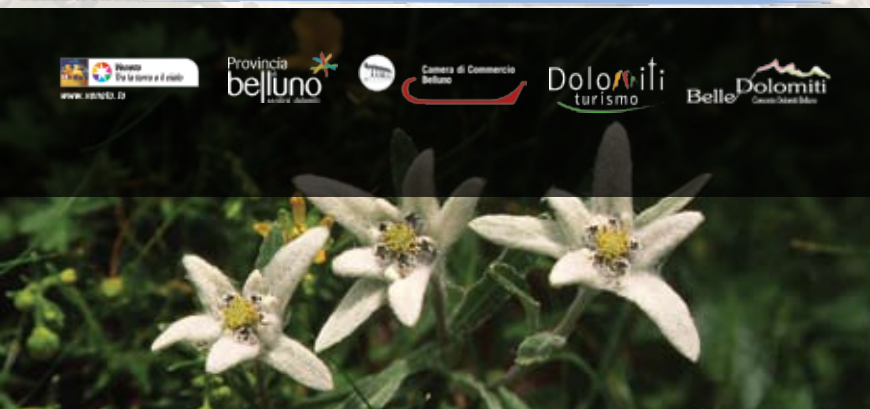 Veneto
Tra la terra e il cielo
www.veneto.to
Provincia
belluno
Camera di Commercio
Belluno
Dolomiti
turismo
Belle Dolomiti